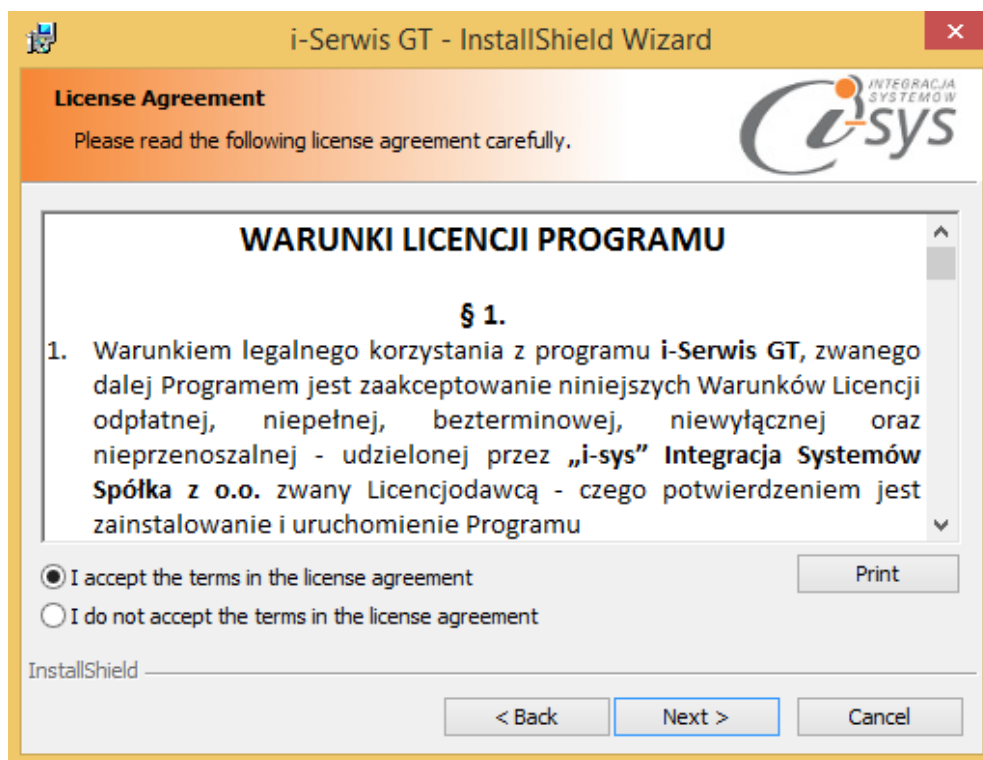 i-Serwis GT - InstallShield Wizard
License Agreement
Please read the following license agreement carefully.
INTEGRACJA
SYSTEMÓW
i-sys
WARUNKI LICENCJI PROGRAMU
§ 1.
1. Warunkiem legalnego korzystania z programu i-Serwis GT, zwanego
dalej Programem jest zaakceptowanie niniejszych Warunków Licencji
odpłatnej, niepełnej, bezterminowej, niewyłącznej oraz
nieprzenoszalnej - udzielonej przez „i-sys” Integracja Systemów
Spółka z o.o. zwany Licencjodawcą - czego potwierdzeniem jest
zainstalowanie i uruchomienie Programu
I accept the terms in the license agreement
Print
I do not accept the terms in the license agreement
InstallShield
< Back
Next >
Cancel